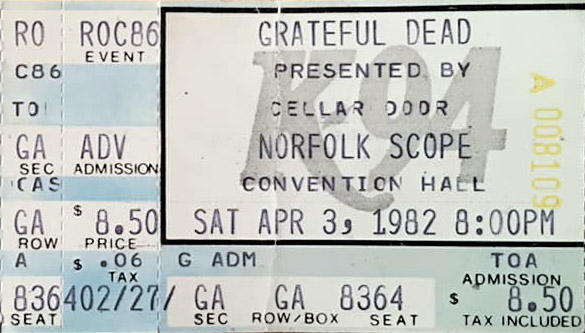 RO ROC86
EVENT
C86
TO
GA ADV
SEC ADMISSION
CAS
GA $ 8.50
ROW PRICE
A $ .06
TAX
836402/27/
SEAT
GRATEFUL DEAD
PRESENTED BY
K94
CELLAR DOOR
NORFOLK SCOPE
CONVENTION HALL
SAT APR 3, 1982 8:00PM
A 008109
G ADM TOA
ADMISSION
GA GA 8364 $ 8.50
SEC ROW/BOX SEAT TAX INCLUDED